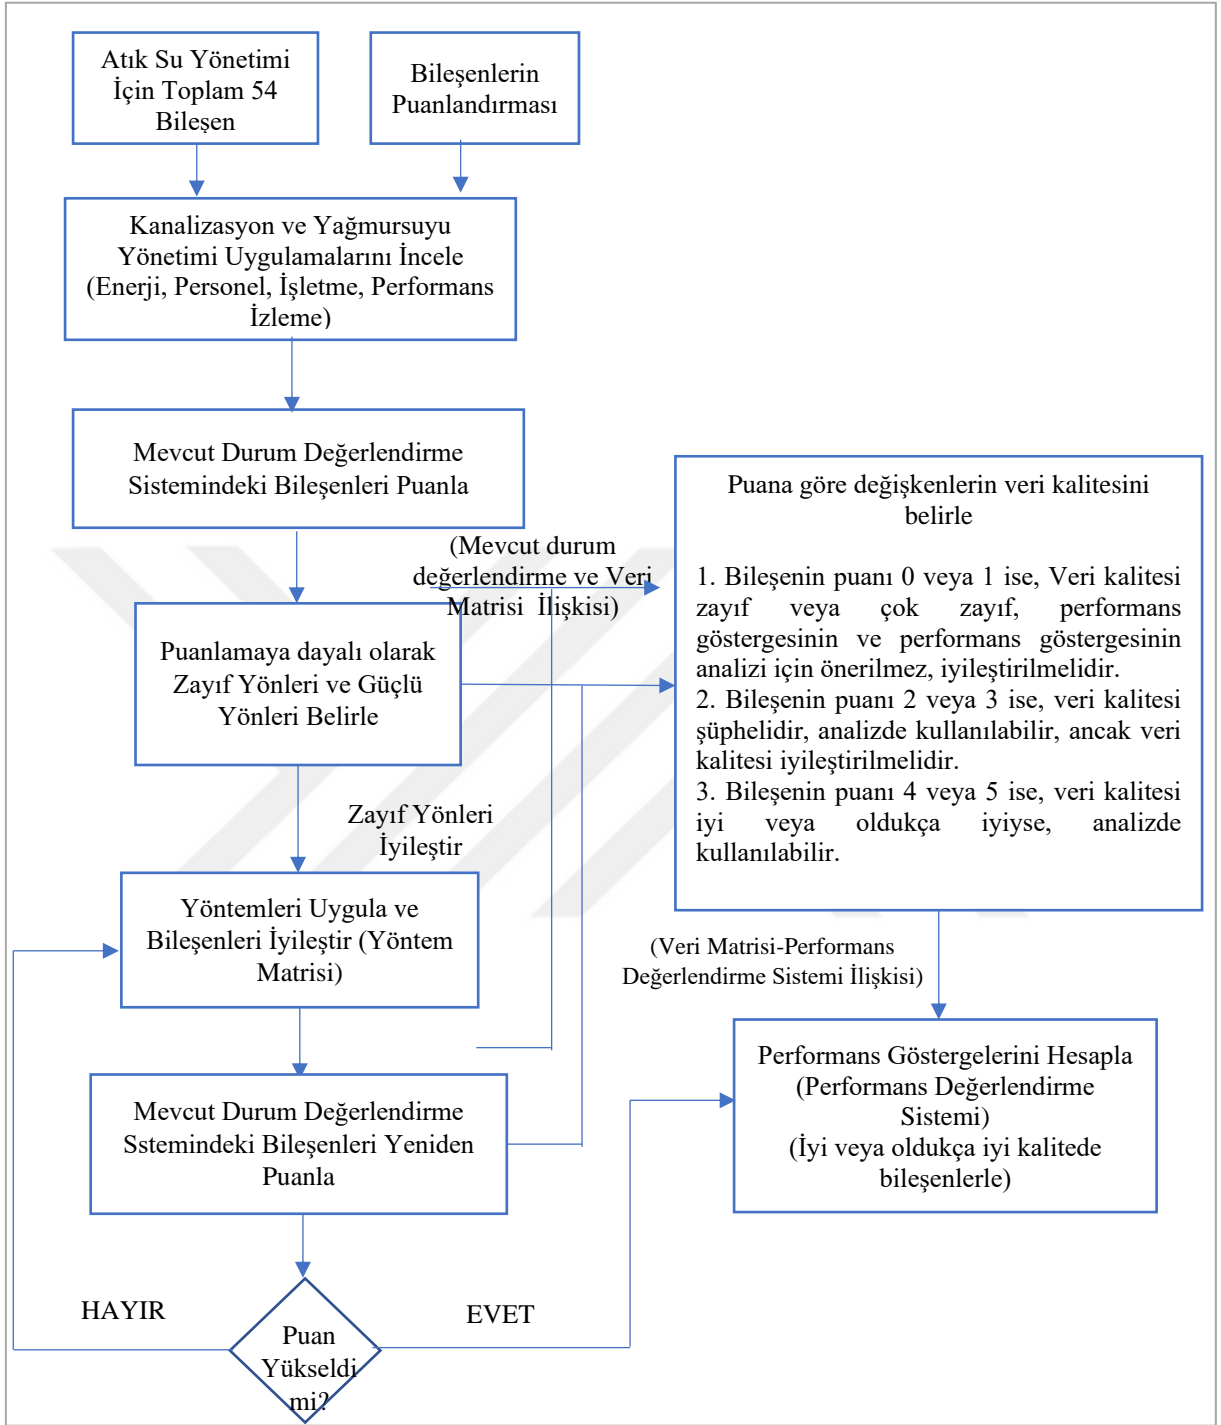 Atık Su Yönetimi
İçin Toplam 54
Bileşen
Bileşenlerin
Puanlandırması
Kanalizasyon ve Yağmursuyu
Yönetimi Uygulamalarını İncele
(Enerji, Personel, İşletme, Performans
İzleme)
Mevcut Durum Değerlendirme
Sistemindeki Bileşenleri Puanla
(Mevcut durum
değerlendirme ve Veri
Matrisi İlişkisi)
Puanlamaya dayalı olarak
Zayıf Yönleri ve Güçlü
Yönleri Belirle
Puana göre değişkenlerin veri kalitesini
belirle
1. Bileşenin puanı 0 veya 1 ise, Veri kalitesi
zayıf veya çok zayıf, performans
göstergesinin ve performans göstergesinin
analizi için önerilmez, iyileştirilmelidir.
2. Bileşenin puanı 2 veya 3 ise, veri kalitesi
şüphelidir, analizde kullanılabilir, ancak veri
kalitesi iyileştirilmelidir.
3. Bileşenin puanı 4 veya 5 ise, veri kalitesi
iyi veya oldukça iyiyse, analizde
kullanılabilir.
Zayıf Yönleri
İyileştir
Yöntemleri Uygula ve
Bileşenleri İyileştir (Yöntem
Matrisi)
(Veri Matrisi-Performans
Değerlendirme Sistemi İlişkisi)
Mevcut Durum Değerlendirme
Sstemindeki Bileşenleri Yeniden
Puanla
Performans Göstergelerini Hesapla
(Performans Değerlendirme
Sistemi)
(İyi veya oldukça iyi kalitede
bileşenlerle)
HAYIR
EVET
Puan
Yükseldi
mi?